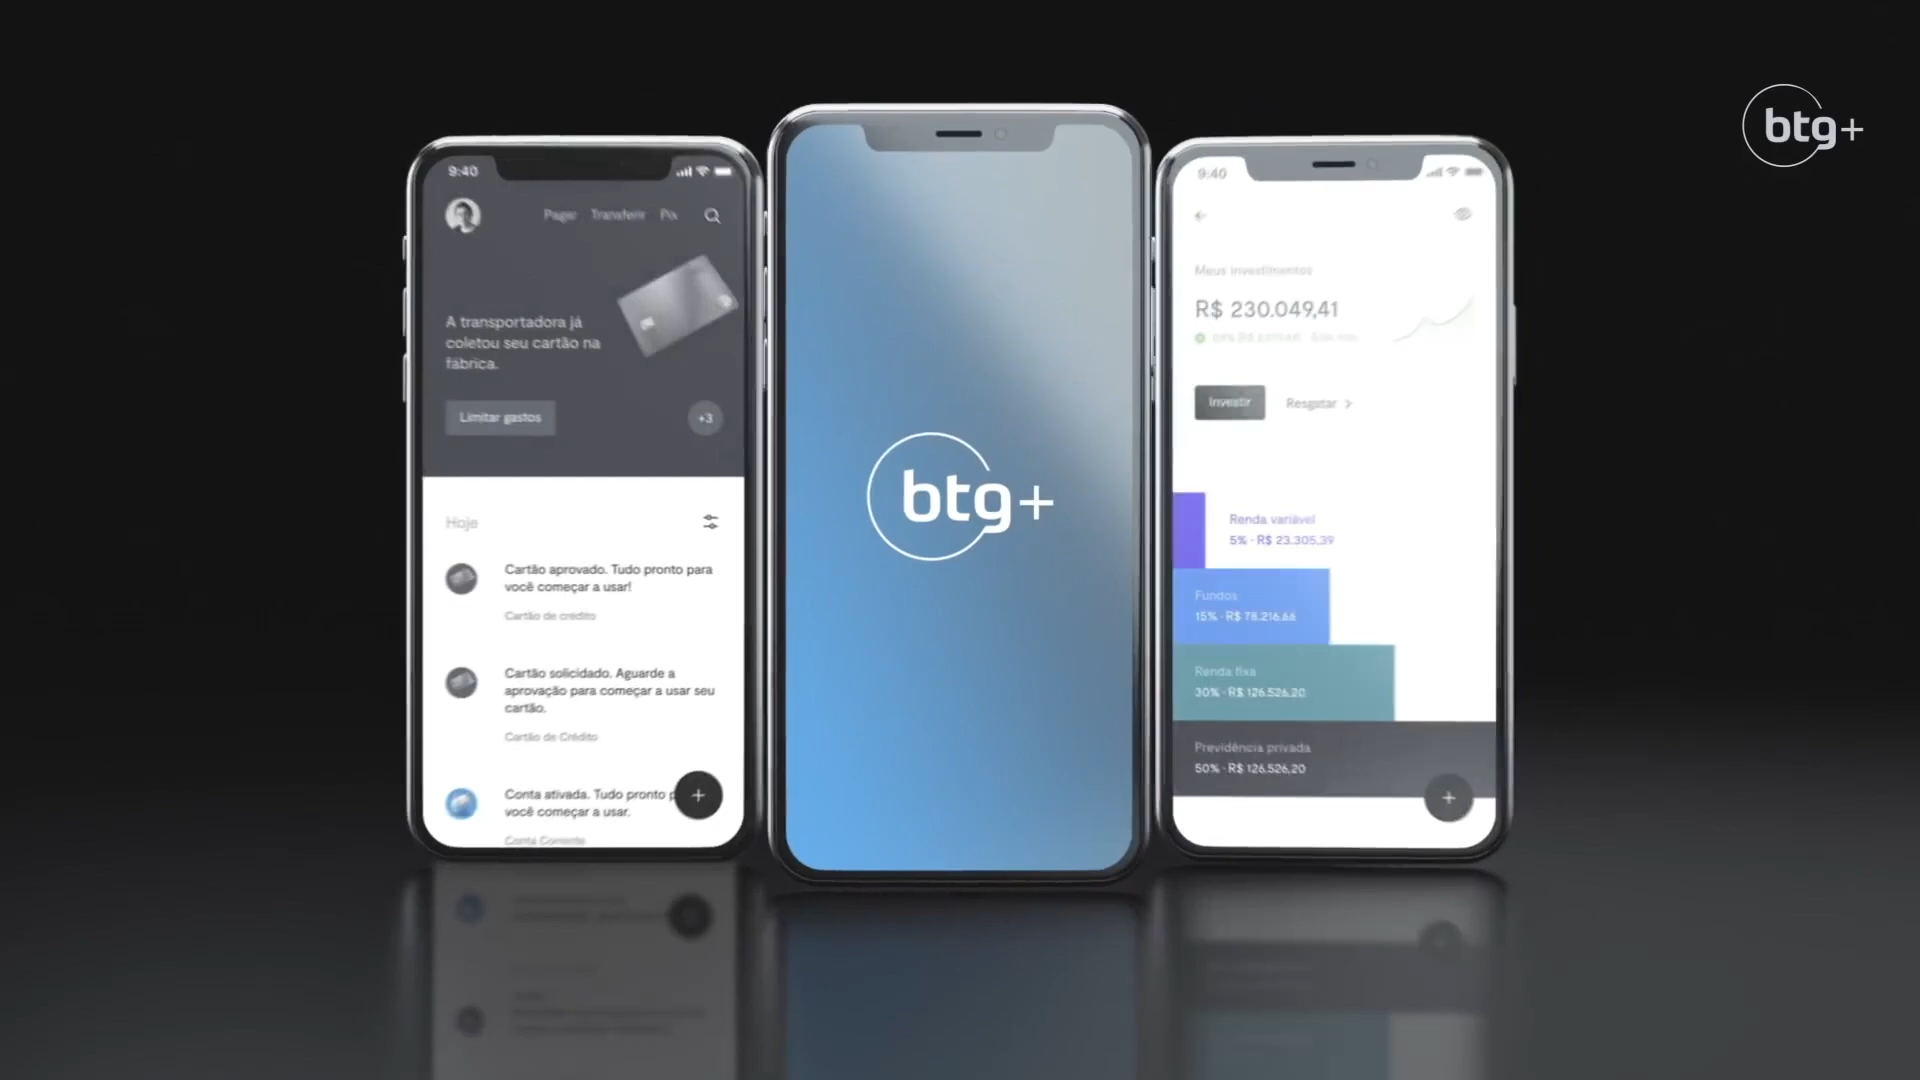 btg+
9:40
Pagar Transferir Pix
A transportadora já
coletou seu cartão na
fábrica.
Limitar gastos
+3
Hoje
Cartão aprovado. Tudo pronto para
você começar a usar!
Cartão de crédito
Cartão solicidado. Aguarde a
aprovação para começar a usar seu
cartão.
Cartão de Crédito
Conta ativada. Tudo pronto
você começar a usar.
Conta Corrente
+
btg+
9:40
Meus investimentos
R$ 230.049,41
Investir
Resgatar >
Renda variável
5% - R$ 23.305,39
Fundos
15% - R$ 78.216,66
Renda fixa
30% - R$ 126.526,20
Previdência privada
50% - R$ 126.526,20
+